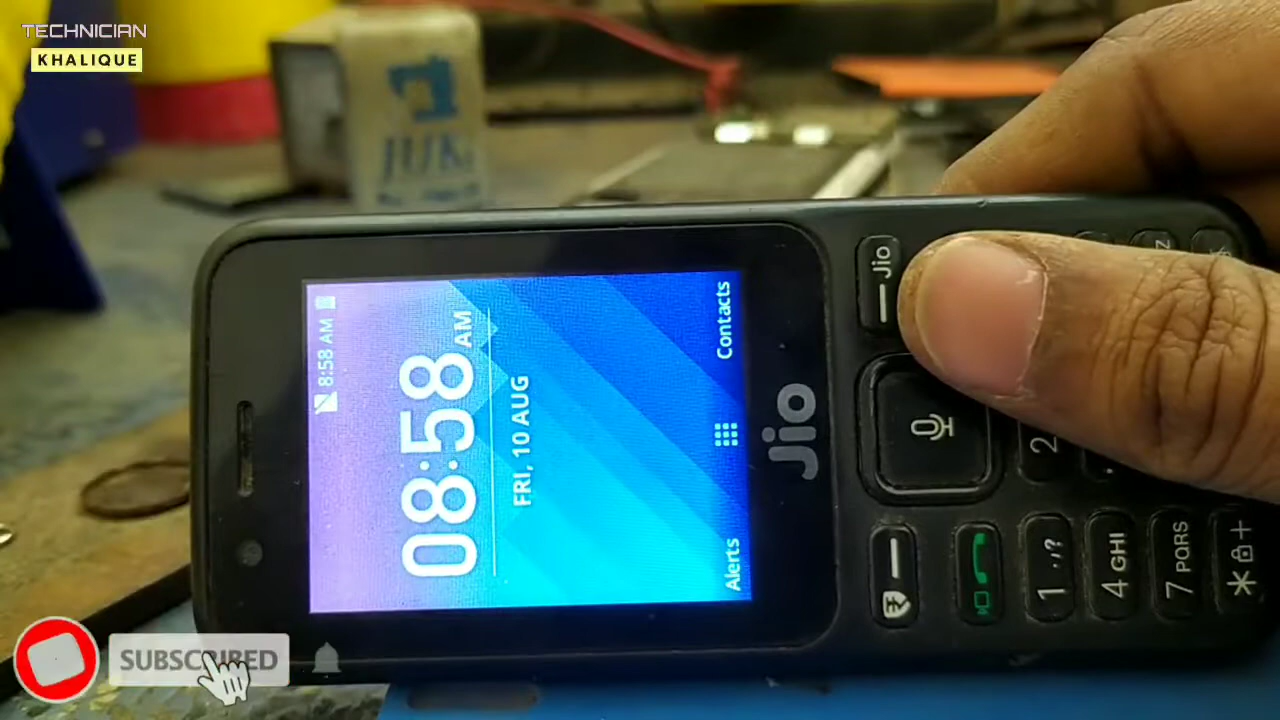 TECHNICIAN
KHALIQUE
8:58 AM
08:58 AM
FRI, 10 AUG
Alerts
Contacts
Jio
Jio
2
1 .,?
4 GHI
7 PQRS
* +
SUBSCRIBED